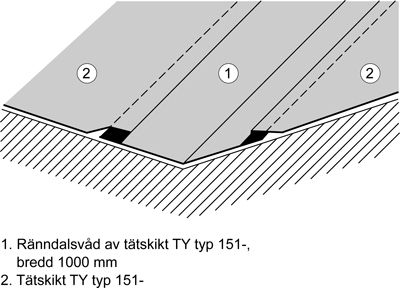 2
1
2
1. Ränndalsvåd av tätskikt TY typ 151-,
bredd 1000 mm
2. Tätskikt TY typ 151-